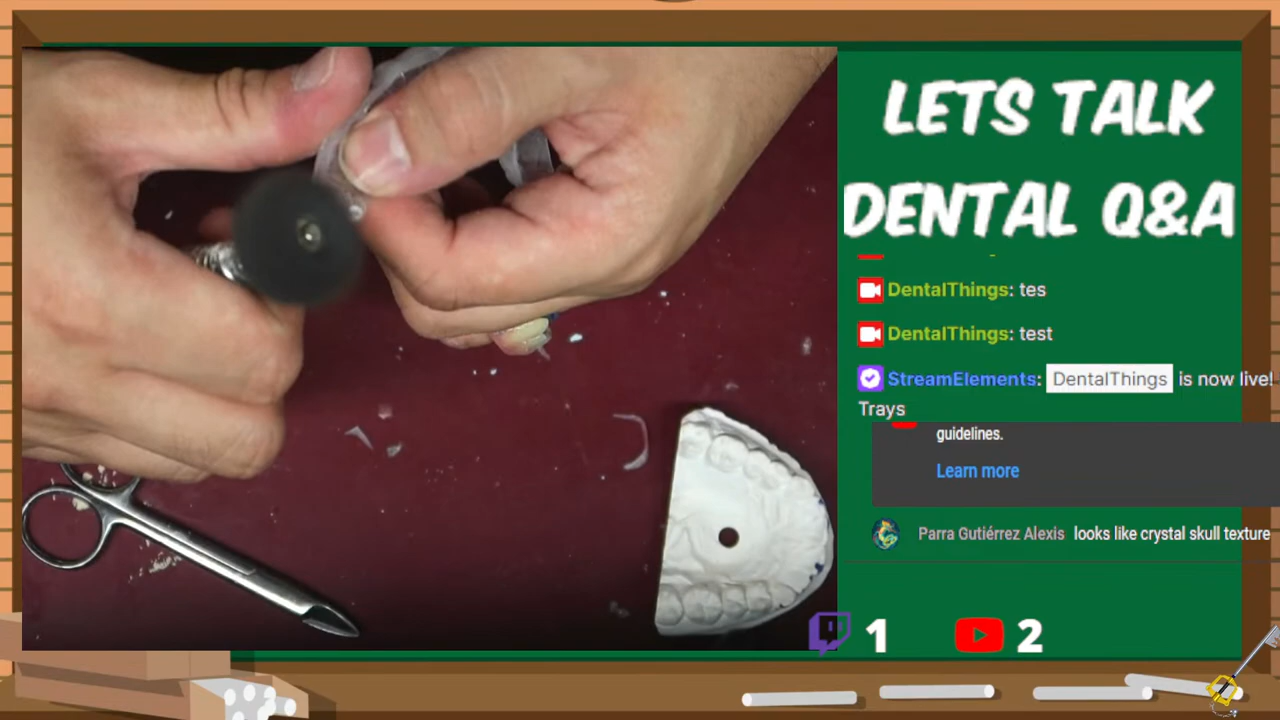 LETS TALK
DENTAL Q&A
DentalThings: tes
DentalThings: test
StreamElements: DentalThings is now live!
Trays
guidelines.
Learn more
Parra Gutiérrez Alexis looks like crystal skull texture
1 2